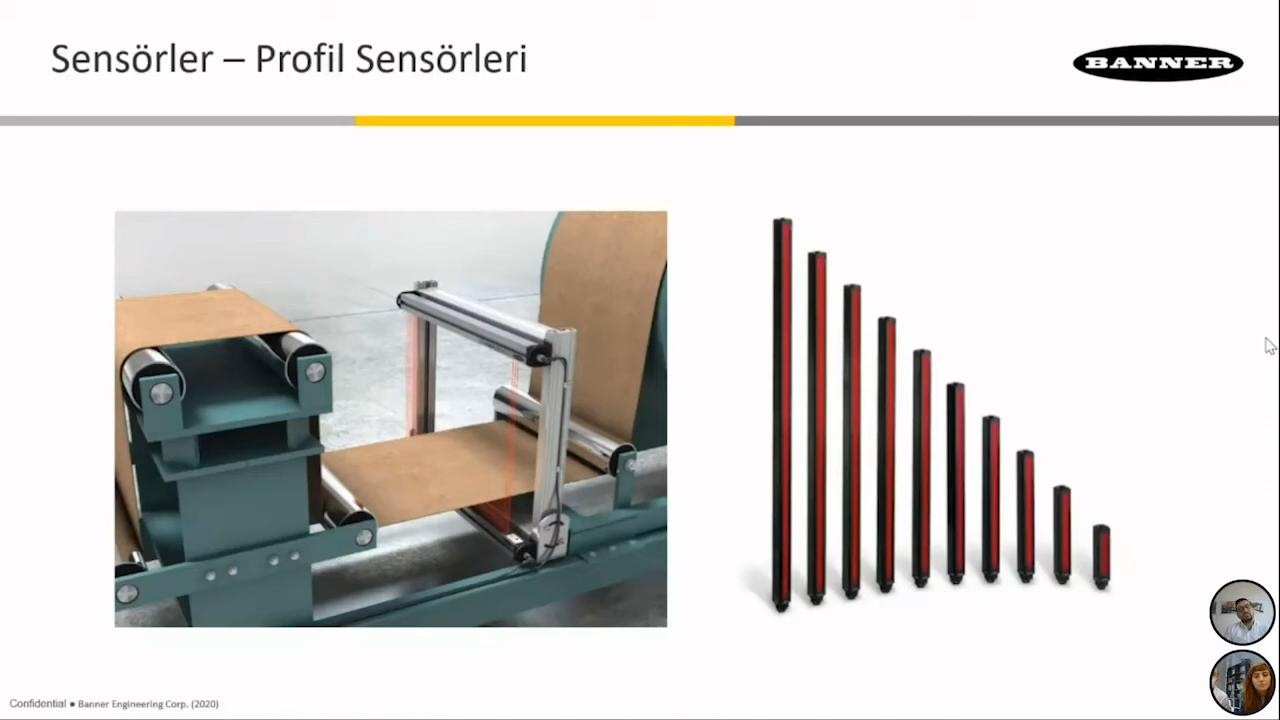 Sensörler – Profil Sensörleri
BANNER
Confidential ● Banner Engineering Corp. (2020)